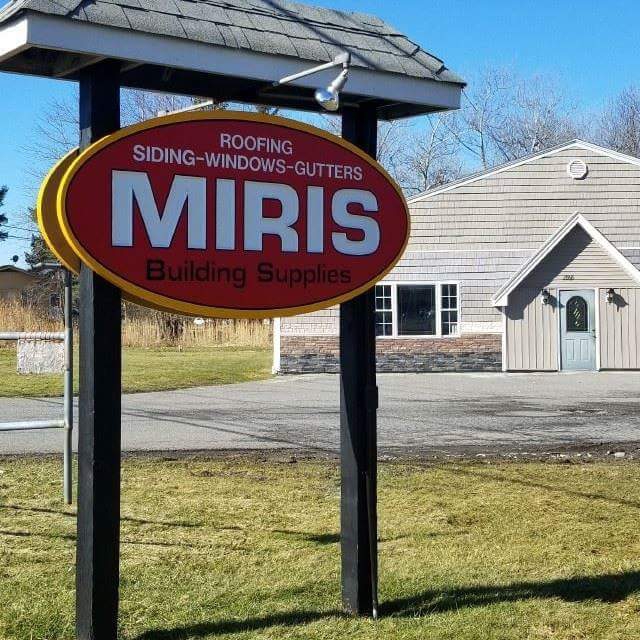 ROOFING
SIDING-WINDOWS-GUTTERS
MIRIS
Building Supplies